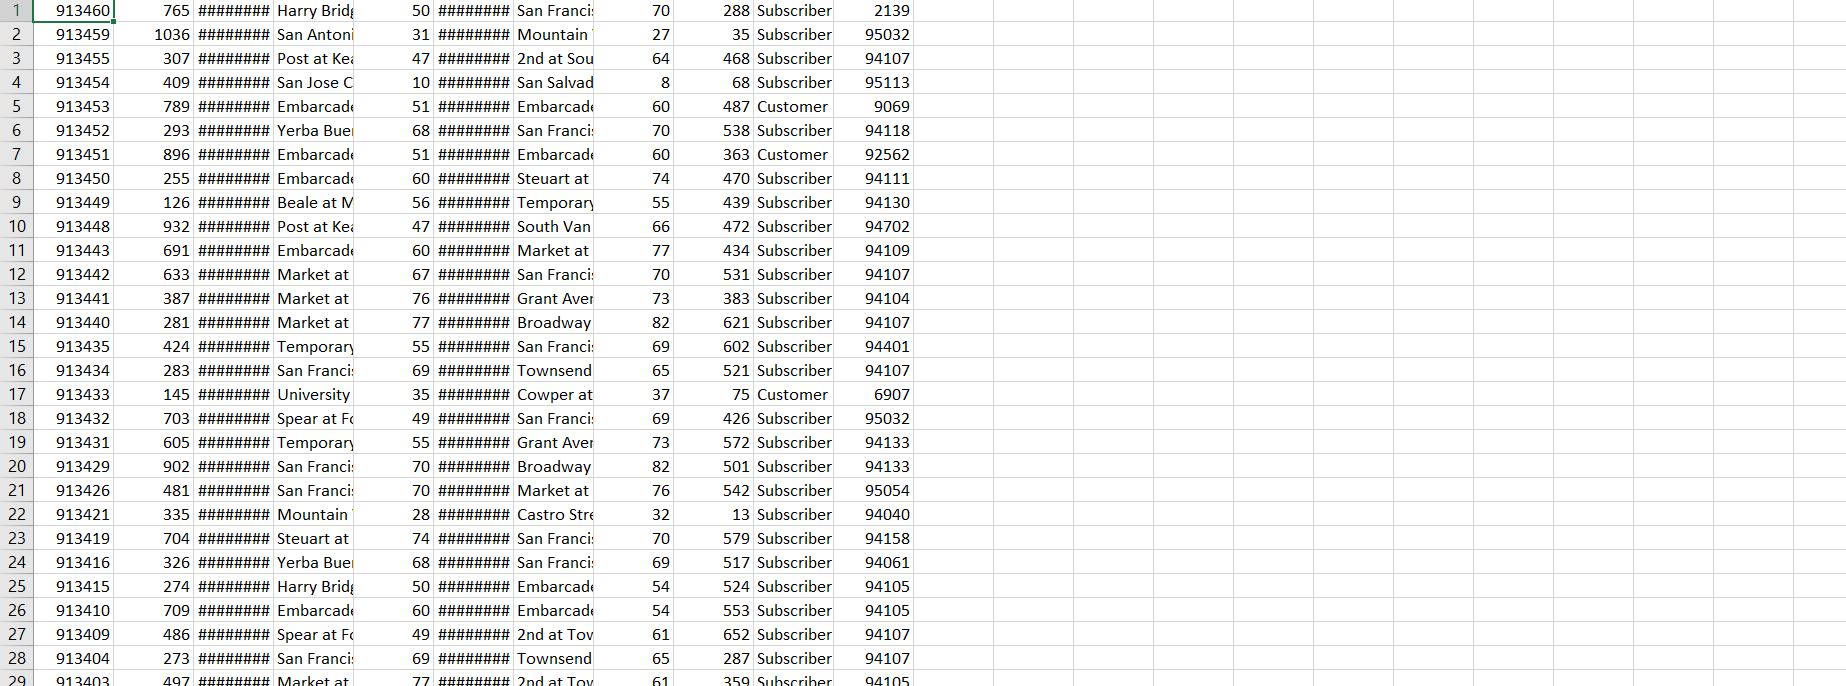 1 913460 765 ######## Harry Bridg 50 ######## San Franci 70 288 Subscriber 2139
2 913459 1036 ######## San Antoni 31 ######## Mountain 27 35 Subscriber 95032
3 913455 307 ######## Post at Kea 47 ######## 2nd at Sou 64 468 Subscriber 94107
4 913454 409 ######## San Jose C 10 ######## San Salvad 8 68 Subscriber 95113
5 913453 789 ######## Embarcade 51 ######## Embarcade 60 487 Customer 9069
6 913452 293 ######## Yerba Buer 68 ######## San Franci 70 538 Subscriber 94118
7 913451 896 ######## Embarcade 51 ######## Embarcade 60 363 Customer 92562
8 913450 255 ######## Embarcade 60 ######## Steuart at 74 470 Subscriber 94111
9 913449 126 ######## Beale at M 56 ######## Temporary 55 439 Subscriber 94130
10 913448 932 ######## Post at Kea 47 ######## South Van 66 472 Subscriber 94702
11 913443 691 ######## Embarcade 60 ######## Market at 77 434 Subscriber 94109
12 913442 633 ######## Market at 67 ######## San Franci 70 531 Subscriber 94107
13 913441 387 ######## Market at 76 ######## Grant Aver 73 383 Subscriber 94104
14 913440 281 ######## Market at 77 ######## Broadway 82 621 Subscriber 94107
15 913435 424 ######## Temporary 55 ######## San Franci 69 602 Subscriber 94401
16 913434 283 ######## San Franci 69 ######## Townsend 65 521 Subscriber 94107
17 913433 145 ######## University 35 ######## Cowper at 37 75 Customer 6907
18 913432 703 ######## Spear at Fo 49 ######## San Franci 69 426 Subscriber 95032
19 913431 605 ######## Temporary 55 ######## Grant Aver 73 572 Subscriber 94133
20 913429 902 ######## San Franci 70 ######## Broadway 82 501 Subscriber 94133
21 913426 481 ######## San Franci 70 ######## Market at 76 542 Subscriber 95054
22 913421 335 ######## Mountain 28 ######## Castro Stre 32 13 Subscriber 94040
23 913419 704 ######## Steuart at 74 ######## San Franci 70 579 Subscriber 94158
24 913416 326 ######## Yerba Buer 68 ######## San Franci 69 517 Subscriber 94061
25 913415 274 ######## Harry Bridg 50 ######## Embarcade 54 524 Subscriber 94105
26 913410 709 ######## Embarcade 60 ######## Embarcade 54 553 Subscriber 94105
27 913409 486 ######## Spear at Fo 49 ######## 2nd at Tow 61 652 Subscriber 94107
28 913404 273 ######## San Franci 69 ######## Townsend 65 287 Subscriber 94107
29 913403 497 ######## Market at 77 ######## 2nd at Tow 61 359 Subscriber 94105